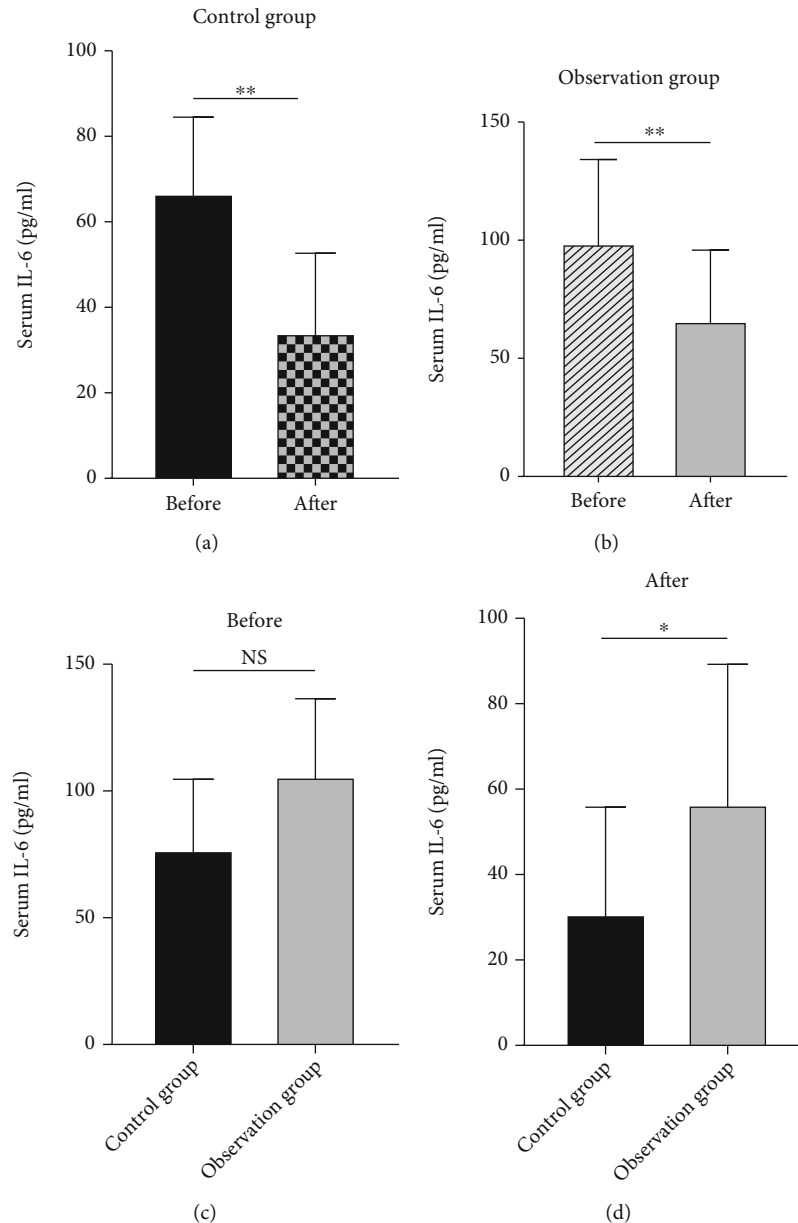 Control group
100
80
60
40
20
0
Serum IL-6 (pg/ml)
**
Before After
(a)
Observation group
150
100
50
0
Serum IL-6 (pg/ml)
**
Before After
(b)
Before
150
100
50
0
Serum IL-6 (pg/ml)
NS
Control group
Observation group
(c)
After
100
80
60
40
20
0
Serum IL-6 (pg/ml)
*
Control group
Observation group
(d)